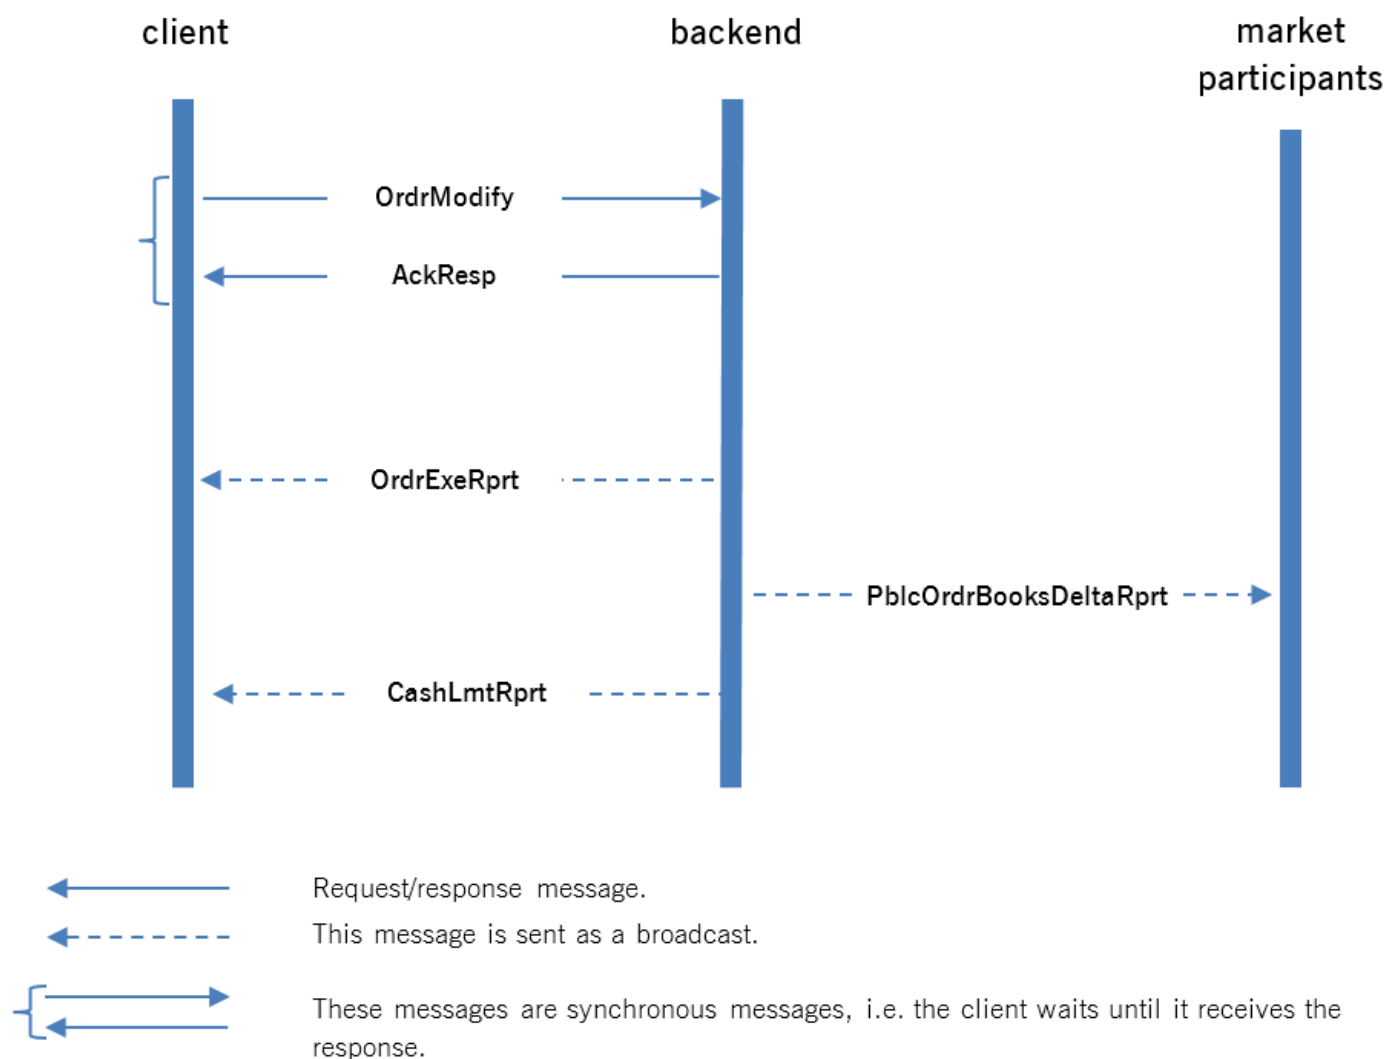 client
backend
market
participants
OrdrModify
AckResp
OrdrExeRprt
PblcOrdrBooksDeltaRprt
CashLmtRprt
Request/response message.
This message is sent as a broadcast.
These messages are synchronous messages, i.e. the client waits until it receives the
response.